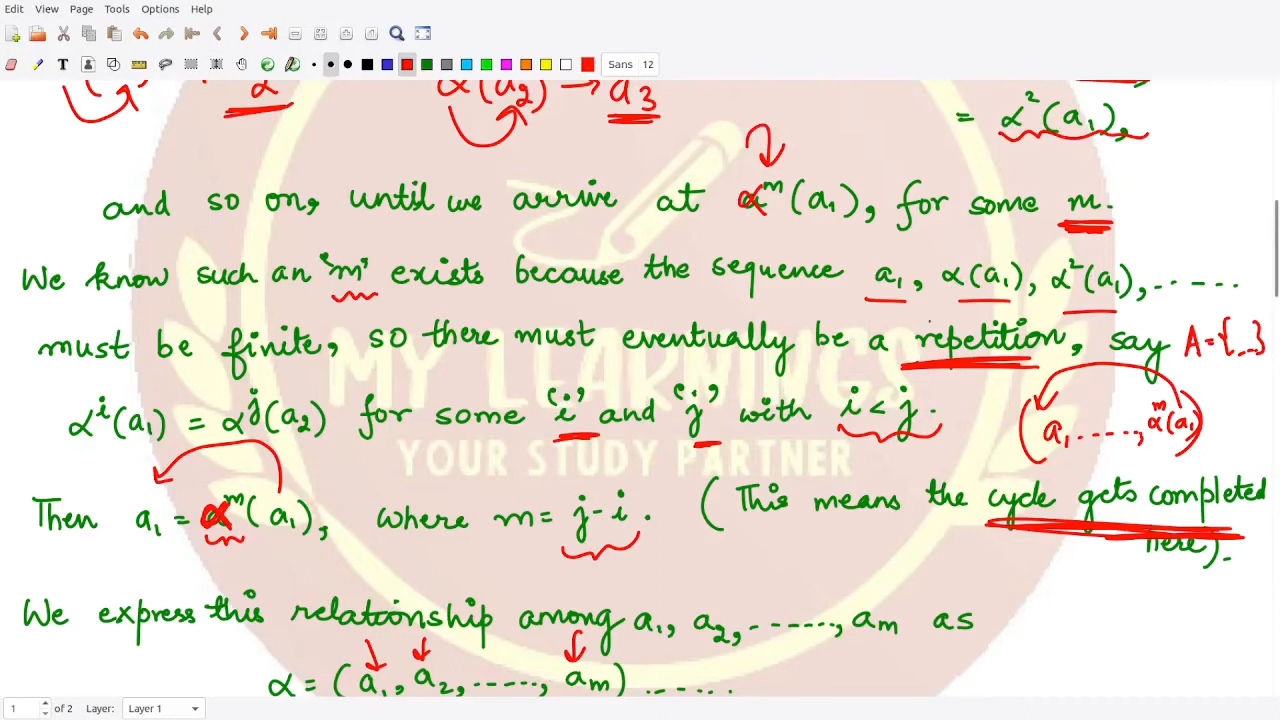 Edit View Page Tools Options Help
Sans 12
α α(a₂) → a₃
= α²(a₁),
and so on, until we arrive at αᵐ(a₁), for some m.
We know such an 'm' exists because the sequence a₁, α(a₁), α²(a₁), ......
must be finite, so there must eventually be a repetition, say A={...}
αⁱ(a₁) = αʲ(a₂) for some 'i' and 'j' with i < j. (a₁......, αᵐ(a₁))
MY LEARNINGS
YOUR STUDY PARTNER
Then a₁ = αᵐ(a₁), where m = j-i. (This means the cycle gets completed
here).
We express this relationship among a₁, a₂, ......, aₘ as
α = (a₁, a₂, ......, aₘ) ......
1 of 2 Layer: Layer 1